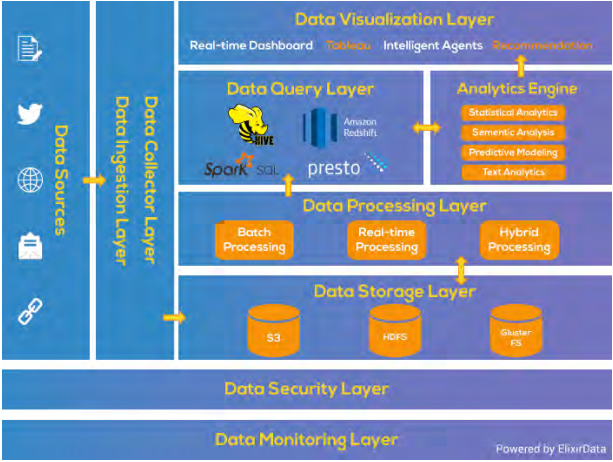 Data Visualization Layer
Real-time Dashboard Tableau Intelligent Agents Recommendation
Data Sources
Data Ingestion Layer
Data Collector Layer
Data Query Layer
HIVE
Amazon
Redshift
Spark SQL
presto
Analytics Engine
Statistical Analytics
Sementic Analysis
Predictive Modeling
Text Analytics
Data Processing Layer
Batch
Processing
Real-time
Processing
Hybrid
Processing
Data Storage Layer
S3
HDFS
Gluster
FS
Data Security Layer
Data Monitoring Layer
Powered by ElixirData